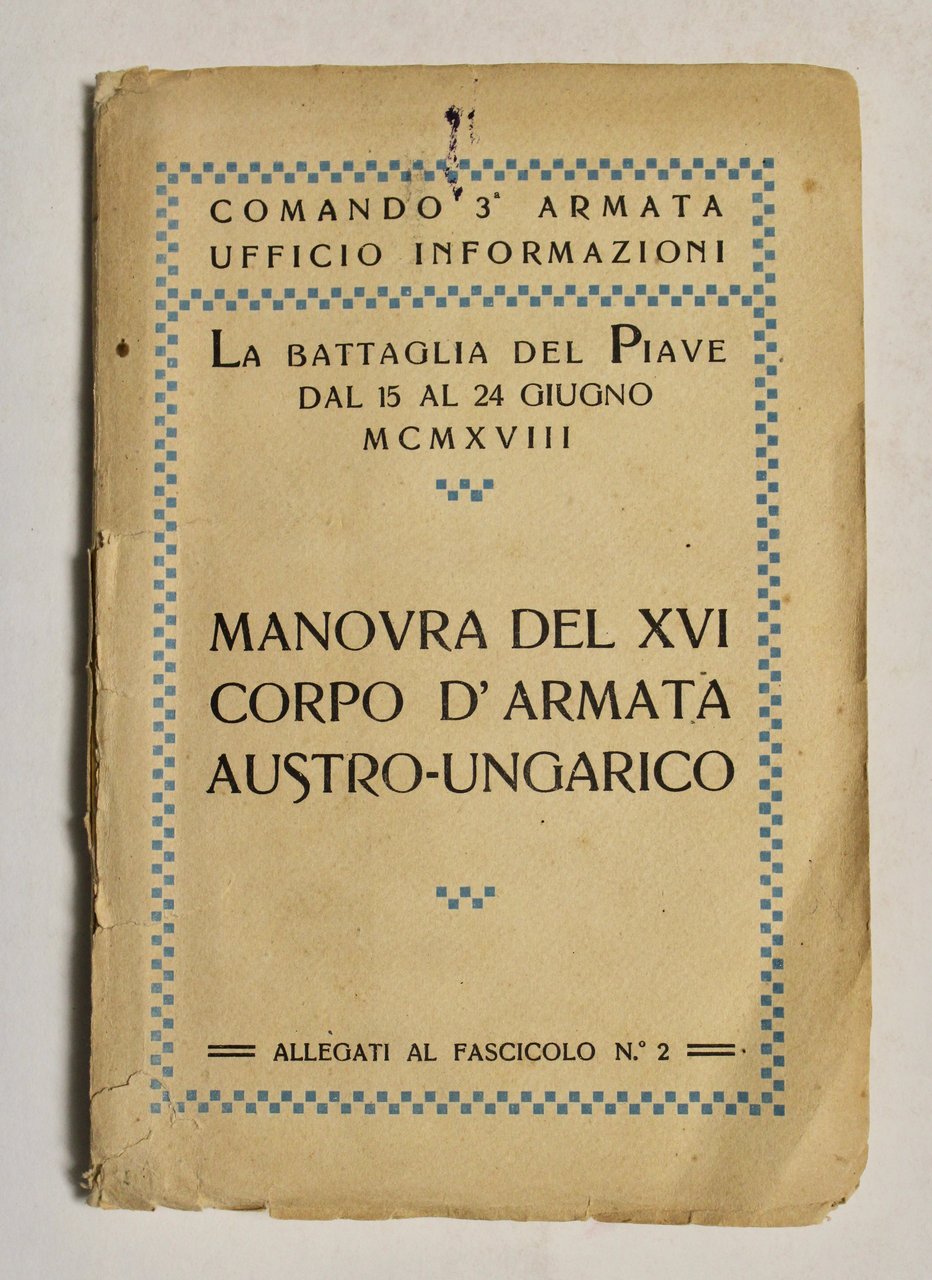 COMANDO 3ª ARMATA
UFFICIO INFORMAZIONI
LA BATTAGLIA DEL PIAVE
DAL 15 AL 24 GIUGNO
MCMXVIII
MANOVRA DEL XVI
CORPO D'ARMATA
AUSTRO-UNGARICO
ALLEGATI AL FASCICOLO N.º 2